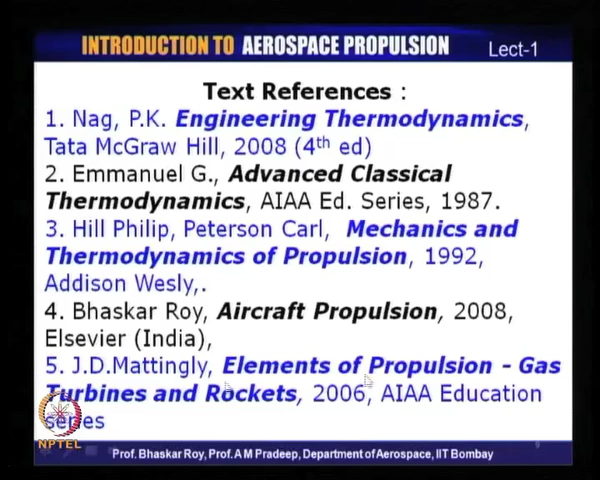 INTRODUCTION TO AEROSPACE PROPULSION Lect-1
Text References :
1. Nag, P.K. Engineering Thermodynamics,
Tata McGraw Hill, 2008 (4th ed)
2. Emmanuel G., Advanced Classical
Thermodynamics, AIAA Ed. Series, 1987.
3. Hill Philip, Peterson Carl, Mechanics and
Thermodynamics of Propulsion, 1992,
Addison Wesly,.
4. Bhaskar Roy, Aircraft Propulsion, 2008,
Elsevier (India),
5. J.D.Mattingly, Elements of Propulsion - Gas
Turbines and Rockets, 2006, AIAA Education
series
NPTEL
9
Prof. Bhaskar Roy, Prof. A M Pradeep, Department of Aerospace, IIT Bombay